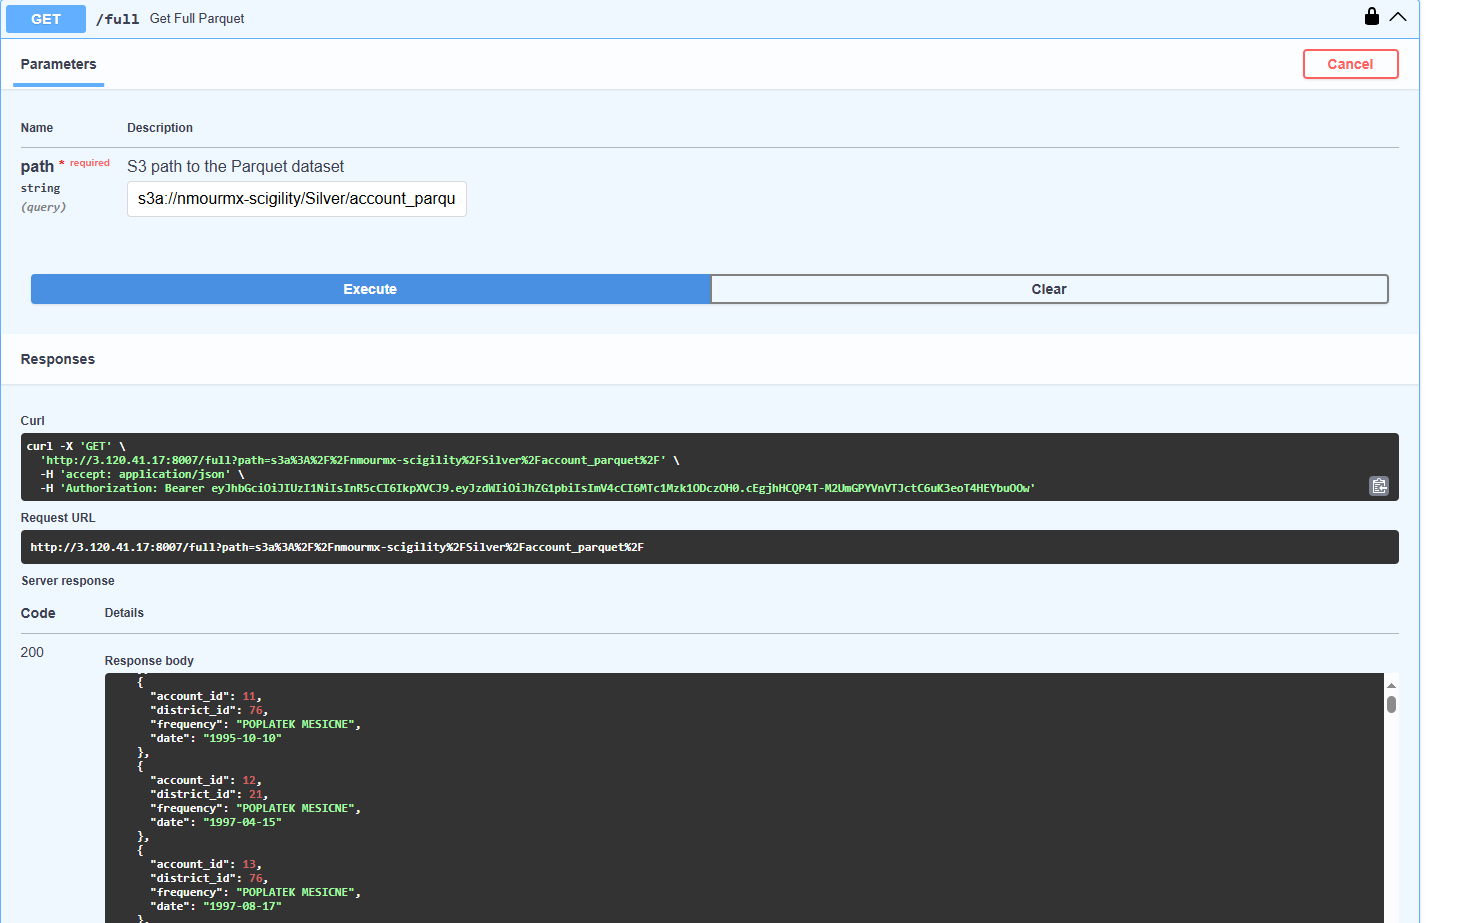 GET /full Get Full Parquet
Parameters
Cancel
Name Description
path * required
string
(query)
S3 path to the Parquet dataset
s3a://nmourmx-scigility/Silver/account_parqu
Execute
Clear
Responses
Curl
curl -X 'GET' \
'http://3.120.41.17:8007/full?path=s3a%3A%2F%2Fnmourmx-scigility%2FSilver%2Faccount_parquet%2F' \
-H 'accept: application/json' \
-H 'Authorization: Bearer eyJhbGciOiJIUzI1NiIsInR5cCI6IkpXVCJ9.eyJzdWIiOiJhZG1pbiIsImV4cCI6MTc1Mzk1ODczOH0.cEgjhHCQP4T-M2UmGPYVnVTJctC6uK3eoT4HEYbuOOw'
Request URL
http://3.120.41.17:8007/full?path=s3a%3A%2F%2Fnmourmx-scigility%2FSilver%2Faccount_parquet%2F
Server response
Code Details
200
Response body
{
"account_id": 11,
"district_id": 76,
"frequency": "POPLATEK MESICNE",
"date": "1995-10-10"
},
{
"account_id": 12,
"district_id": 21,
"frequency": "POPLATEK MESICNE",
"date": "1997-04-15"
},
{
"account_id": 13,
"district_id": 76,
"frequency": "POPLATEK MESICNE",
"date": "1997-08-17"
},